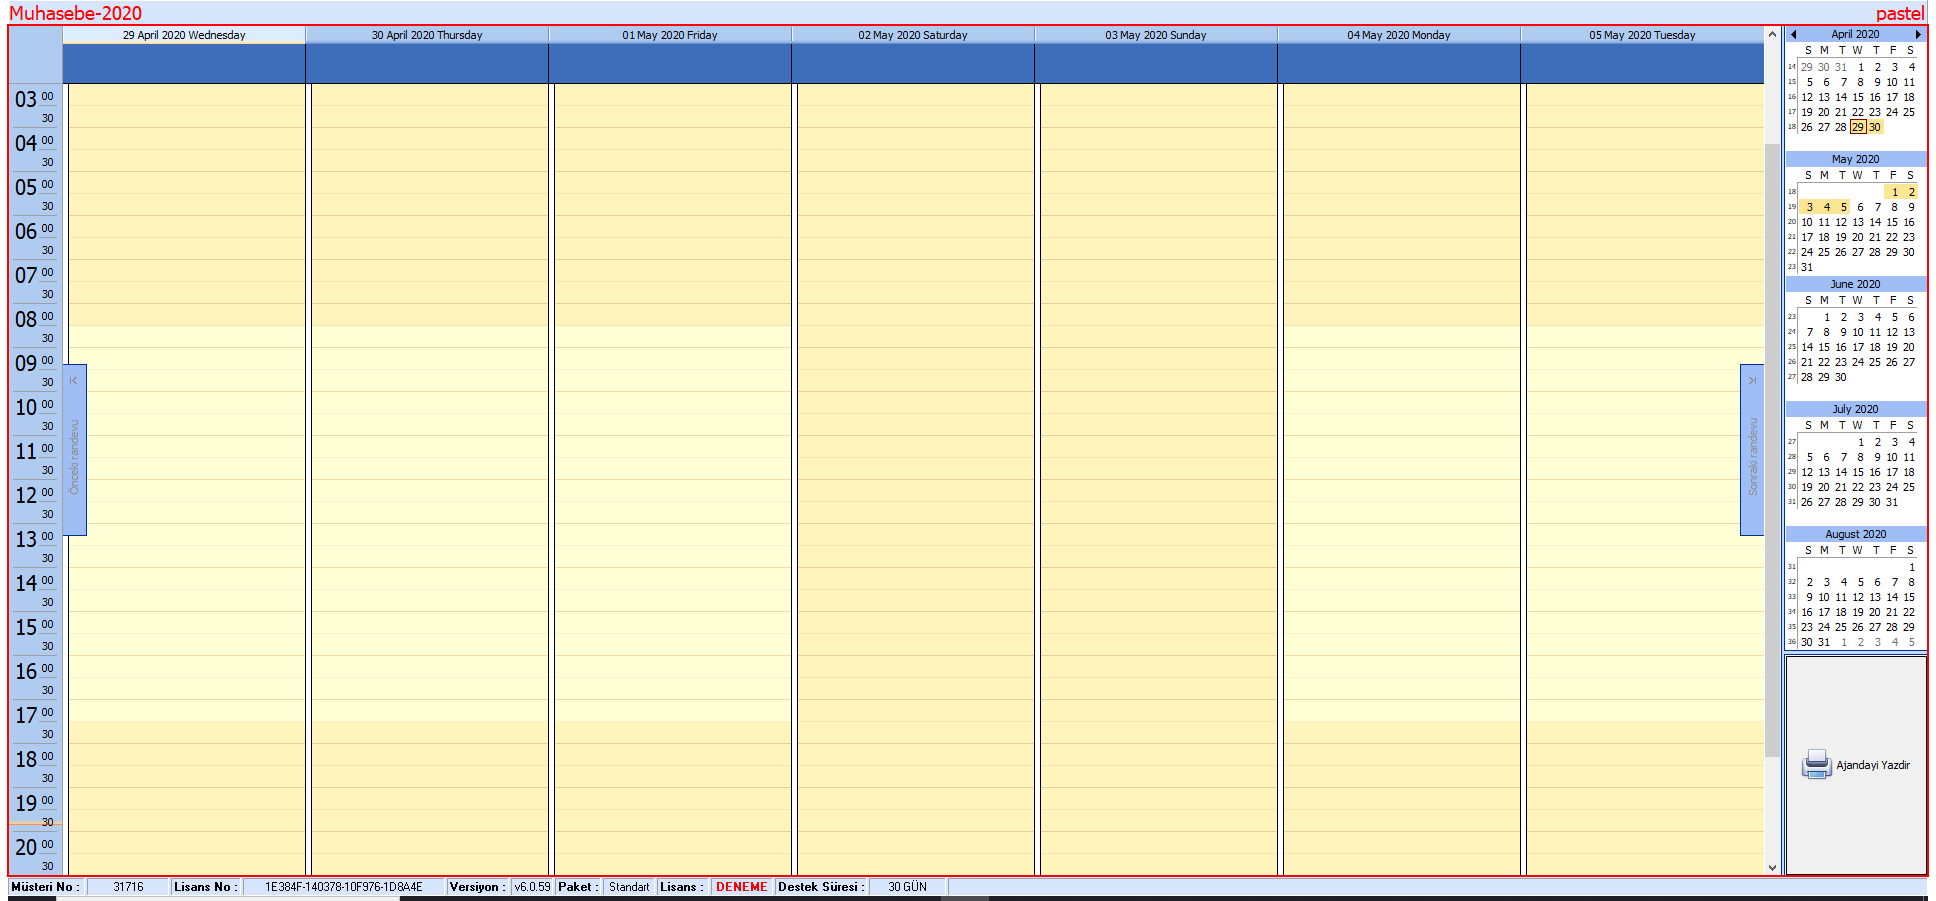 Muhasebe-2020
pastel
29 April 2020 Wednesday
30 April 2020 Thursday
01 May 2020 Friday
02 May 2020 Saturday
03 May 2020 Sunday
04 May 2020 Monday
05 May 2020 Tuesday
03 00
30
04 00
30
05 00
30
06 00
30
07 00
30
08 00
30
09 00
30
10 00
30
11 00
30
12 00
30
13 00
30
14 00
30
15 00
30
16 00
30
17 00
30
18 00
30
19 00
30
20 00
30
Önceki randevu
Sonraki randevu
April 2020
S M T W T F S
14 29 30 31 1 2 3 4
15 5 6 7 8 9 10 11
16 12 13 14 15 16 17 18
17 19 20 21 22 23 24 25
18 26 27 28 29 30
May 2020
S M T W T F S
18 1 2
19 3 4 5 6 7 8 9
20 10 11 12 13 14 15 16
21 17 18 19 20 21 22 23
22 24 25 26 27 28 29 30
23 31
June 2020
S M T W T F S
23 1 2 3 4 5 6
24 7 8 9 10 11 12 13
25 14 15 16 17 18 19 20
26 21 22 23 24 25 26 27
27 28 29 30
July 2020
S M T W T F S
27 1 2 3 4
28 5 6 7 8 9 10 11
29 12 13 14 15 16 17 18
30 19 20 21 22 23 24 25
31 26 27 28 29 30 31
August 2020
S M T W T F S
31 1
32 2 3 4 5 6 7 8
33 9 10 11 12 13 14 15
34 16 17 18 19 20 21 22
35 23 24 25 26 27 28 29
36 30 31 1 2 3 4 5
Ajandayi Yazdir
Müsteri No : 31716 Lisans No : 1E384F-140378-10F976-1D8A4E Versiyon : v6.0.59 Paket : Standart Lisans : DENEME Destek Süresi : 30 GÜN